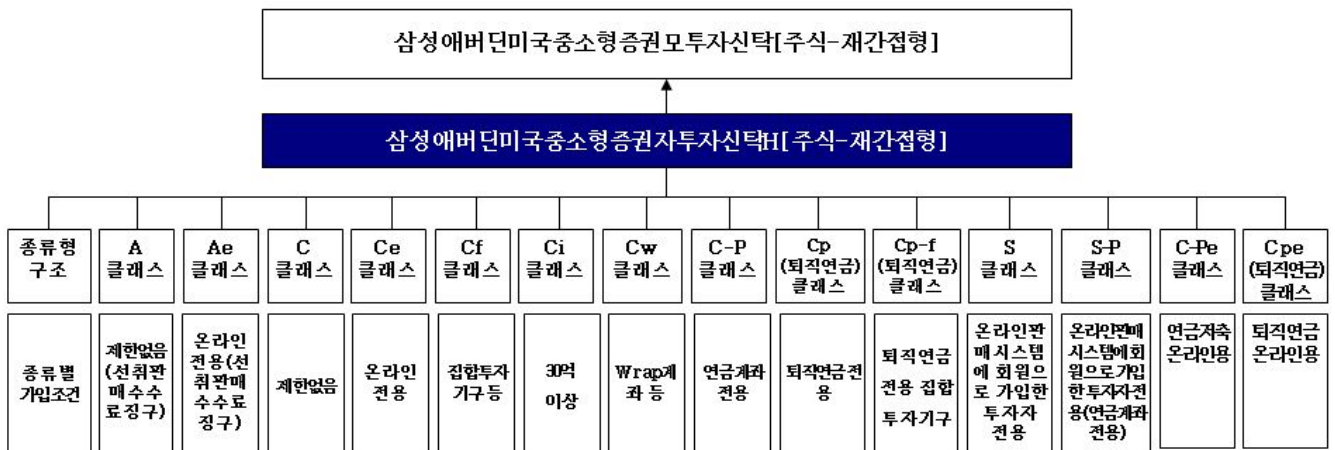 삼성애버딘미국중소형증권모투자신탁[주식-재간접형]
삼성애버딘미국중소형증권자투자신탁H[주식-재간접형]
종류형
구조
A
클래스
Ae
클래스
C
클래스
Ce
클래스
Cf
클래스
Ci
클래스
Cw
클래스
C-P
클래스
Cp
(퇴직연금)
클래스
Cp-f
(퇴직연금)
클래스
S
클래스
S-P
클래스
C-Pe
클래스
Cpe
(퇴직연금)
클래스
종류별
가입조건
제한없음
(선취판
매수수
료징구)
온라인
전용(선
취판매
수수료
징구)
제한없음
온라인
전용
집합투자
기구등
30억
이상
Wrap계
좌 등
연금계좌
전용
퇴직연금 전
용
퇴직연금
전용 집합
투자기구
온라인판
매시스템
에 회원으
로 가입한
투자자
전용
온라인판매
시스템에 회
원으로 가입
한 투자자전
용(연금계좌
전용)
연금저축
온라인용
퇴직연금
온라인용